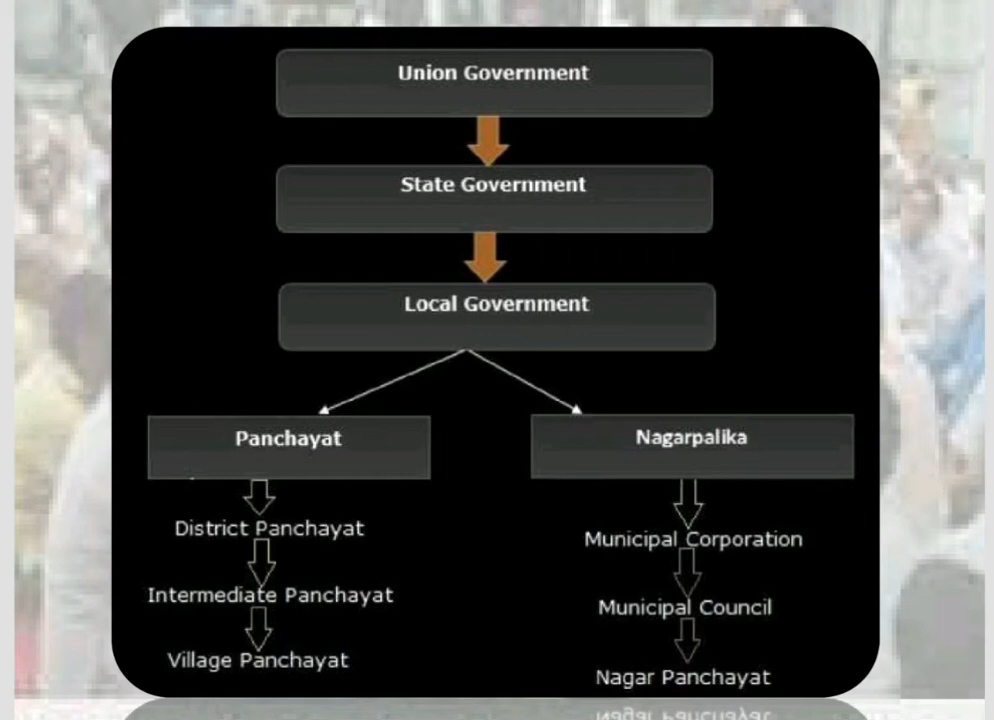 Union Government
State Government
Local Government
Panchayat
Nagarpalika
District Panchayat
Municipal Corporation
Intermediate Panchayat
Municipal Council
Village Panchayat
Nagar Panchayat